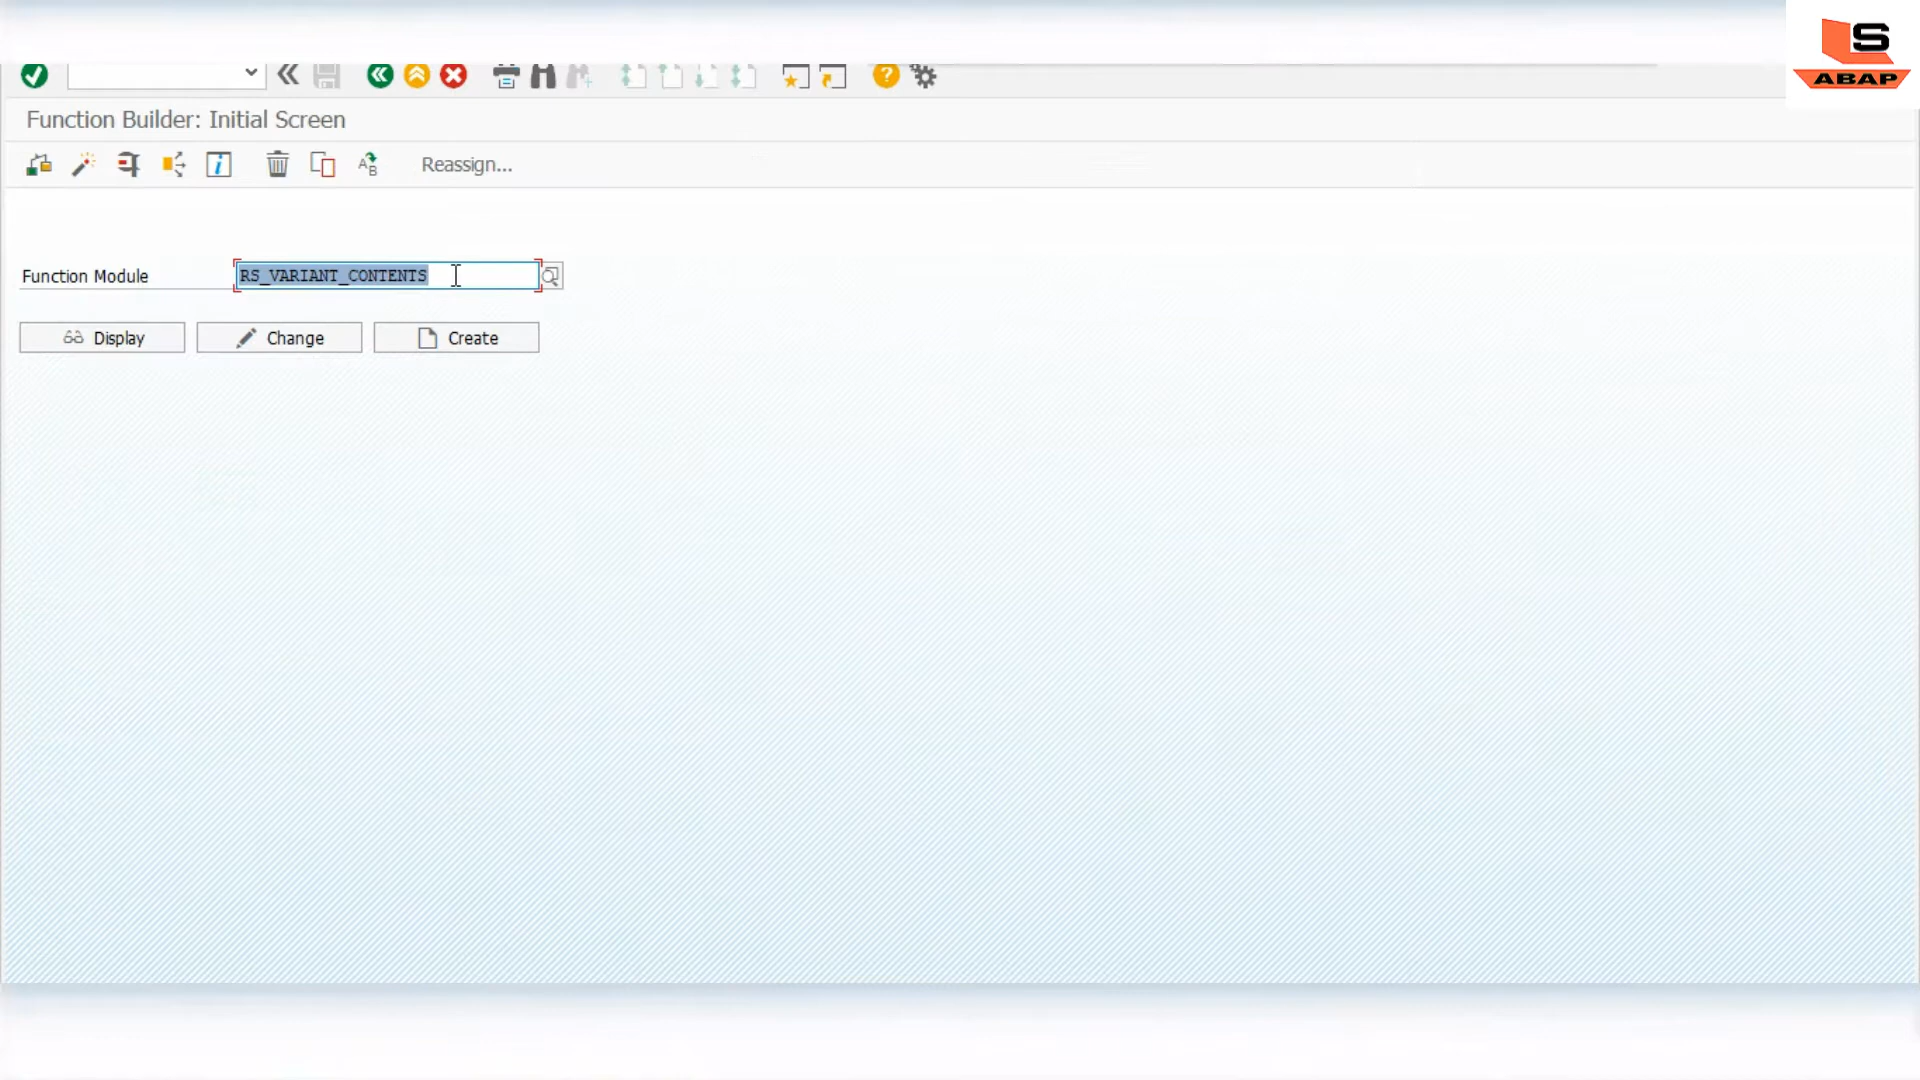 S
ABAP
Function Builder: Initial Screen
Reassign...
Function Module RS_VARIANT_CONTENTS
Display Change Create